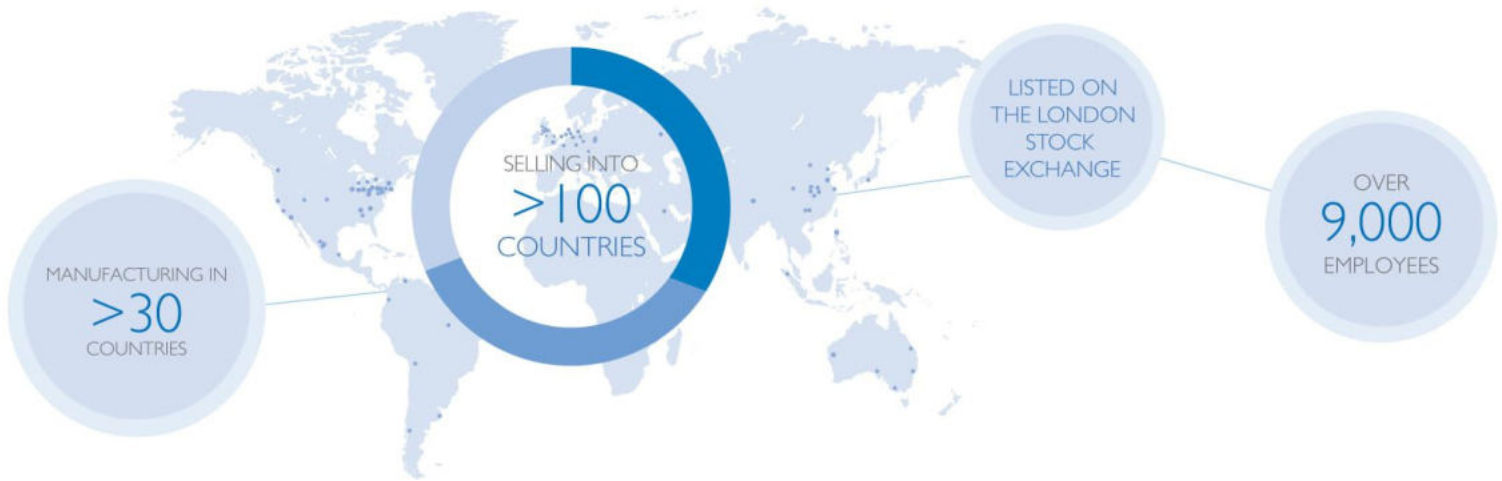 MANUFACTURING IN
>30
COUNTRIES
SELLING INTO
>100
COUNTRIES
LISTED ON
THE LONDON
STOCK
EXCHANGE
OVER
9,000
EMPLOYEES